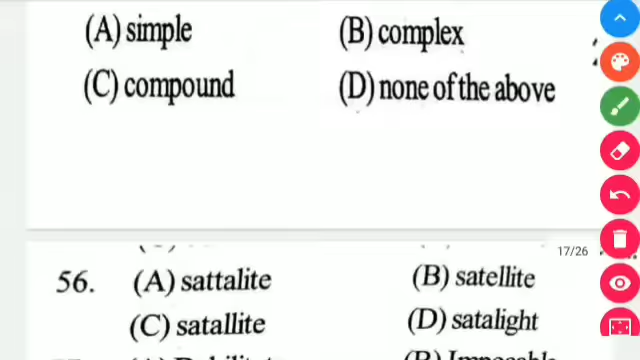 (A) simple (B) complex
(C) compound (D) none of the above
17/26
56. (A) sattalite (B) satellite
(C) satallite (D) satalight